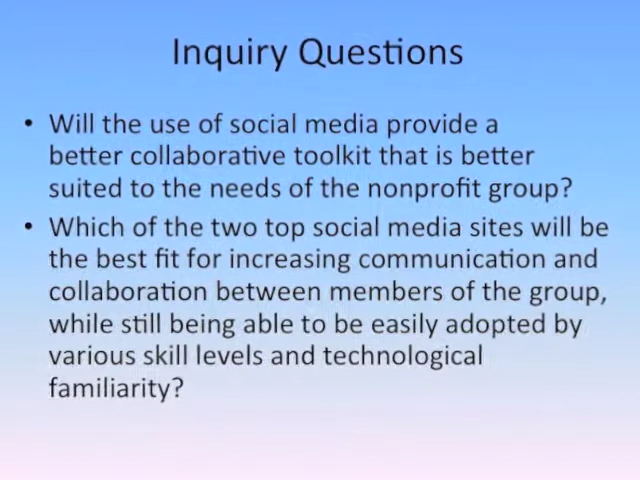 Inquiry Questions
• Will the use of social media provide a
better collaborative toolkit that is better
suited to the needs of the nonprofit group?
• Which of the two top social media sites will be
the best fit for increasing communication and
collaboration between members of the group,
while still being able to be easily adopted by
various skill levels and technological
familiarity?